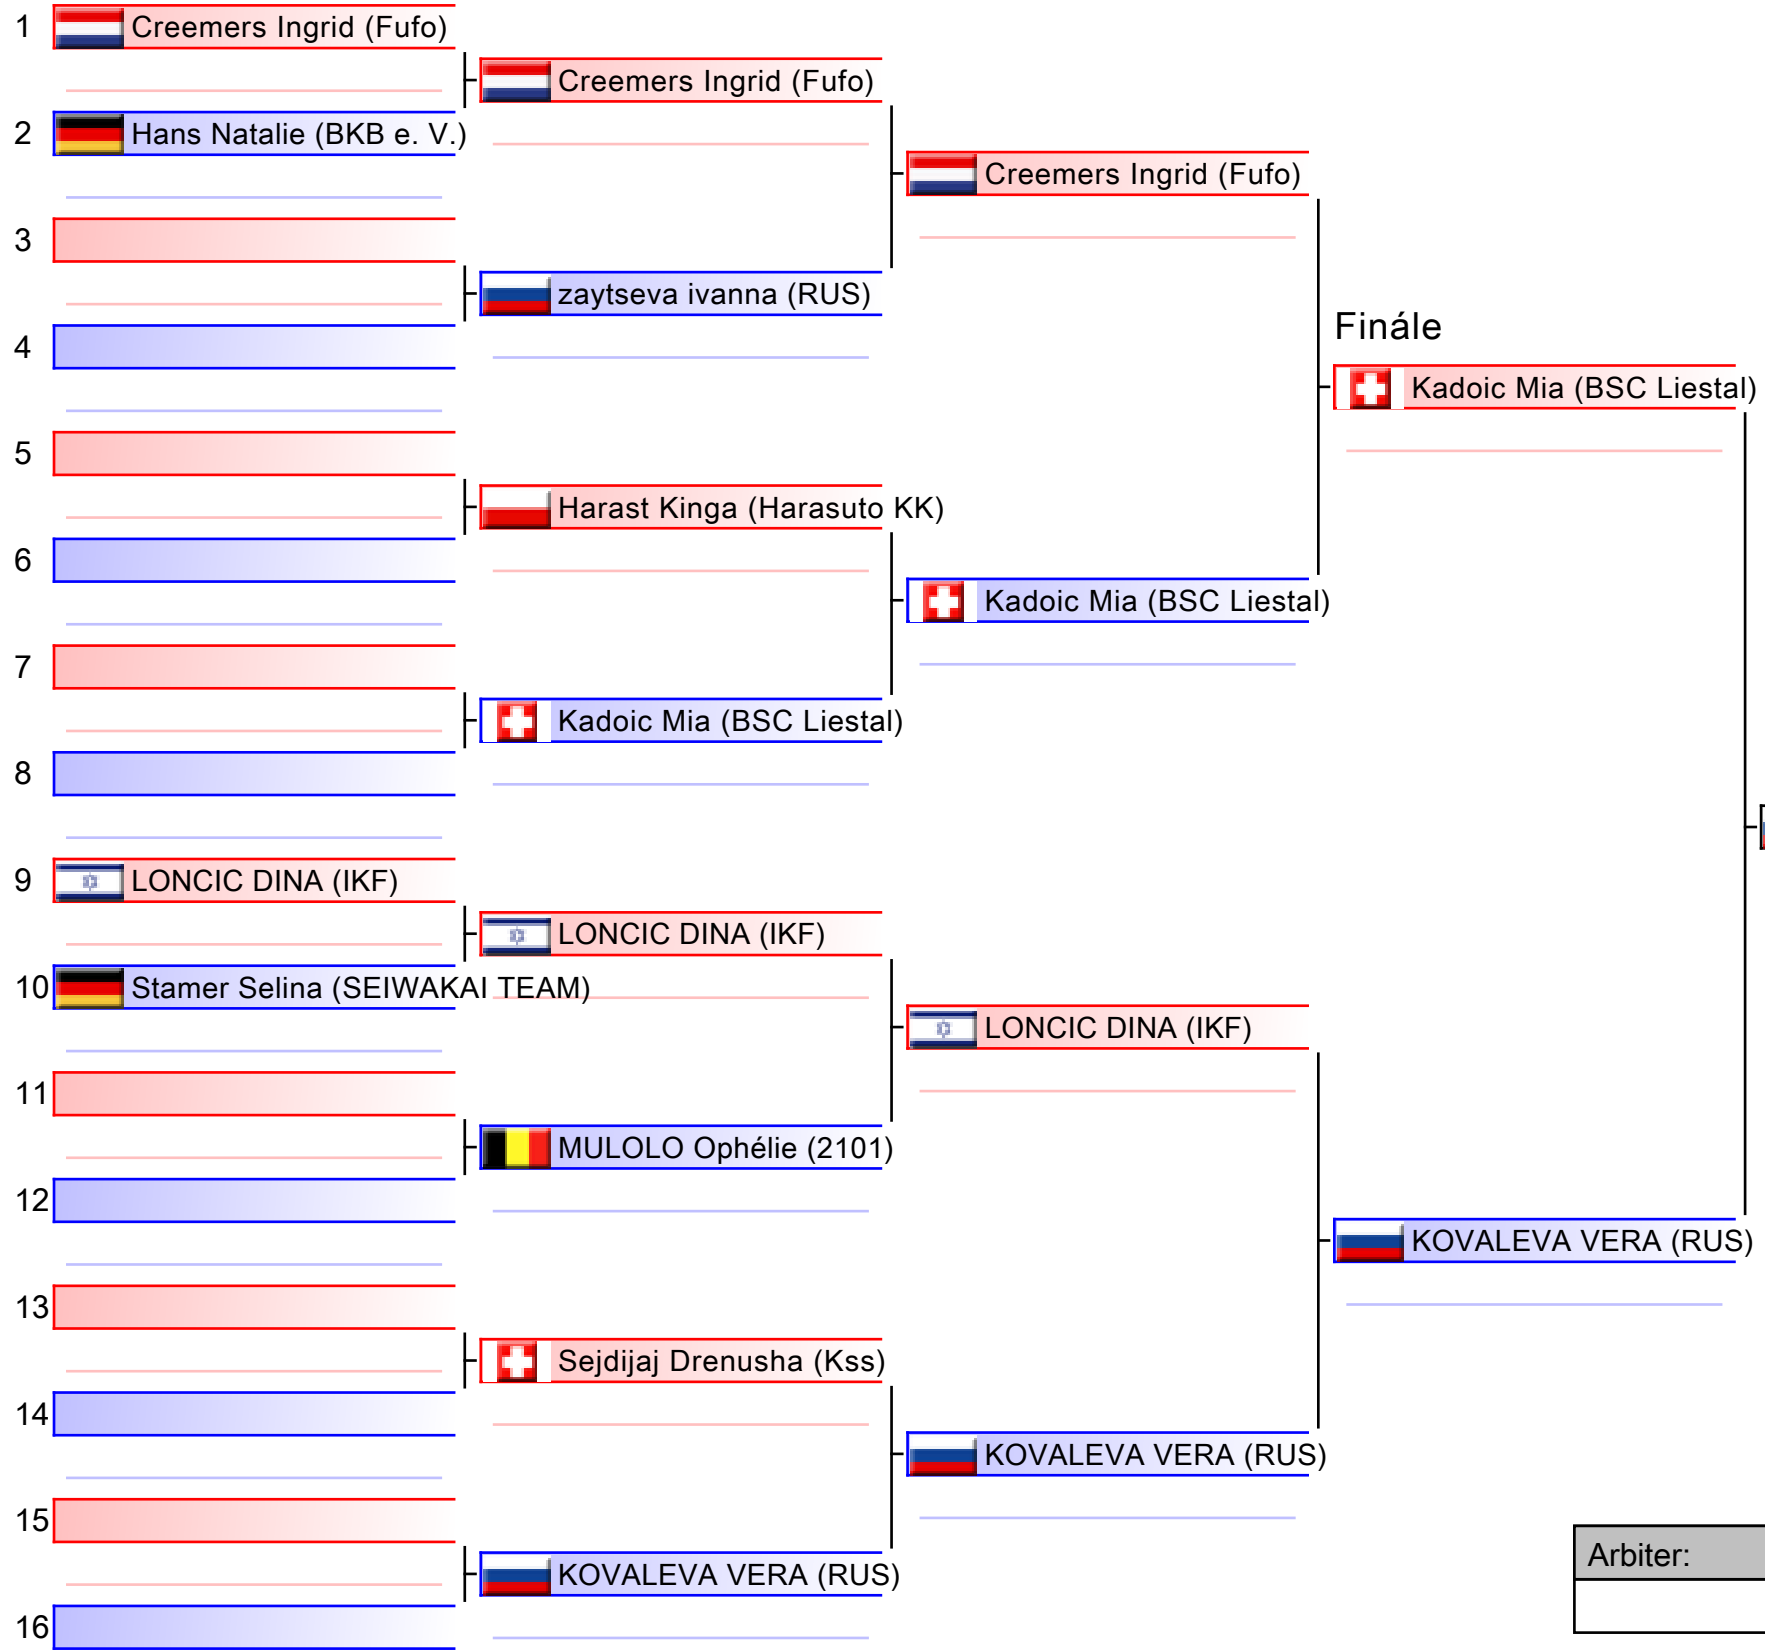 1 Creemers Ingrid (Fufo)
Creemers Ingrid (Fufo)
2 Hans Natalie (BKB e. V.)
Creemers Ingrid (Fufo)
3
zaytseva ivanna (RUS)
4
Finále
Kadoic Mia (BSC Liestal)
5
Harast Kinga (Harasuto KK)
6
Kadoic Mia (BSC Liestal)
7
Kadoic Mia (BSC Liestal)
8
9 LONCIC DINA (IKF)
LONCIC DINA (IKF)
10 Stamer Selina (SEIWAKAI TEAM)
LONCIC DINA (IKF)
11
MULOLO Ophélie (2101)
12
KOVALEVA VERA (RUS)
13
Sejdijaj Drenusha (Kss)
14
KOVALEVA VERA (RUS)
15
Arbiter:
KOVALEVA VERA (RUS)
16